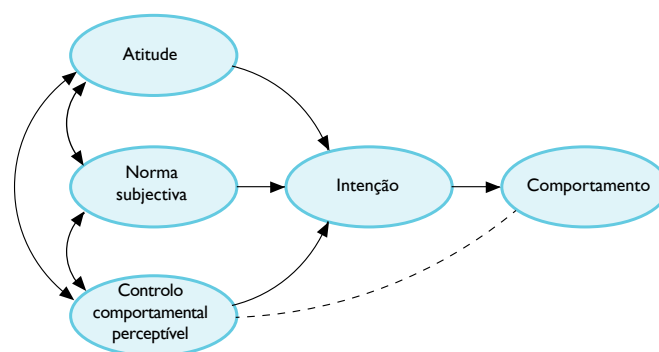 Atitude
Norma
subjectiva
Intenção
Comportamento
Controlo
comportamental
perceptível